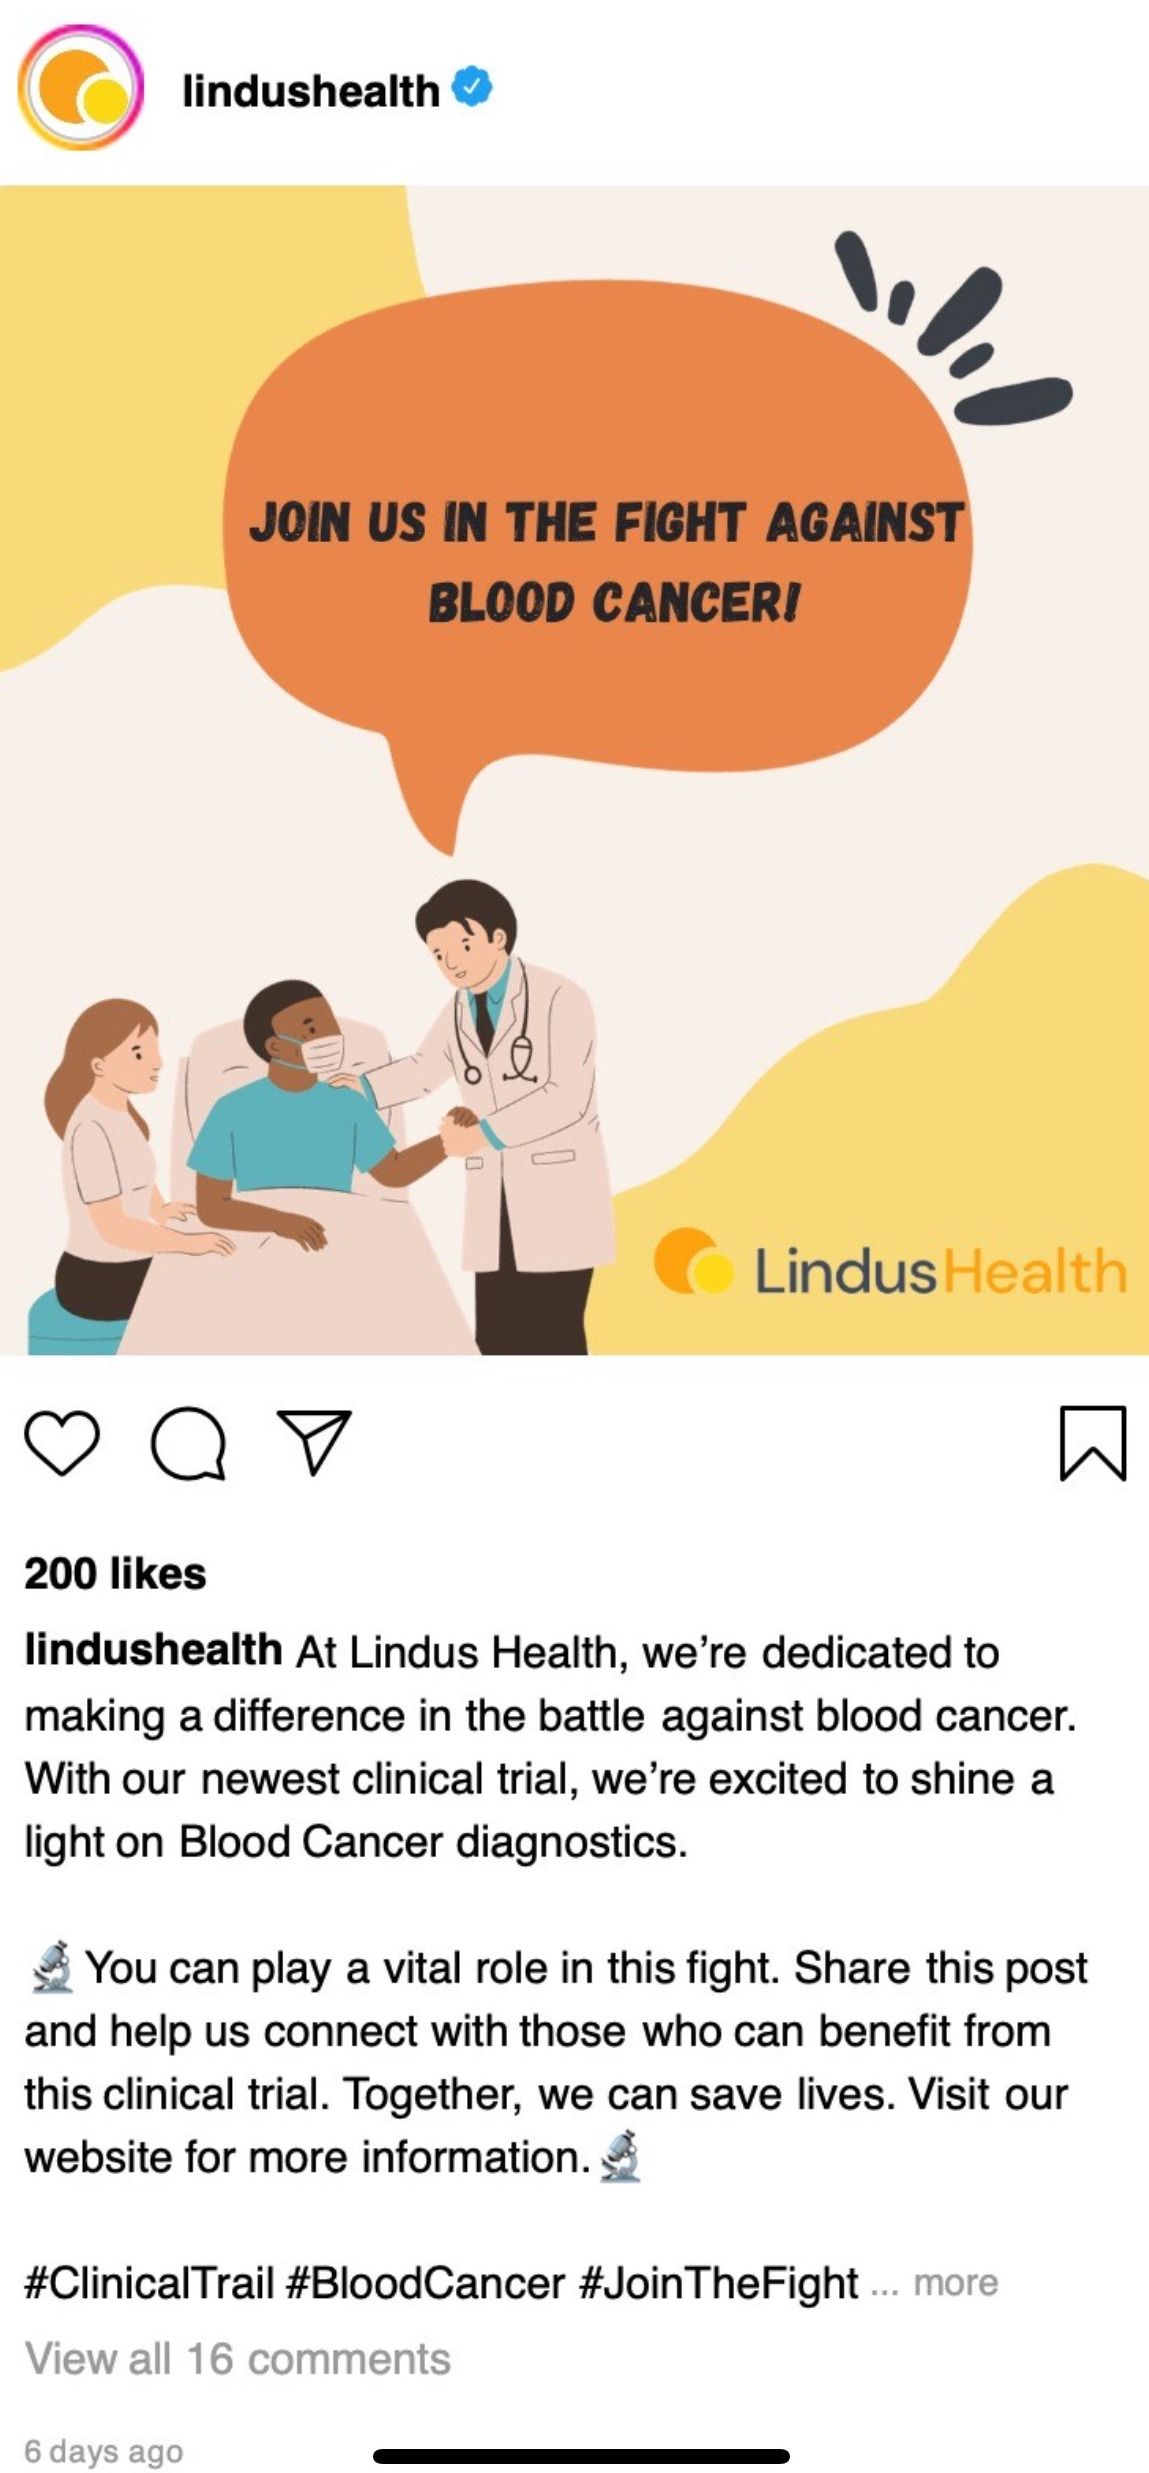 lindushealth
JOIN US IN THE FIGHT AGAINST
BLOOD CANCER!
Lindus Health
200 likes
lindushealth At Lindus Health, we’re dedicated to
making a difference in the battle against blood cancer.
With our newest clinical trial, we’re excited to shine a
light on Blood Cancer diagnostics.
🔬 You can play a vital role in this fight. Share this post
and help us connect with those who can benefit from
this clinical trial. Together, we can save lives. Visit our
website for more information. 🔬
#ClinicalTrail #BloodCancer #JoinTheFight ... more
View all 16 comments
6 days ago